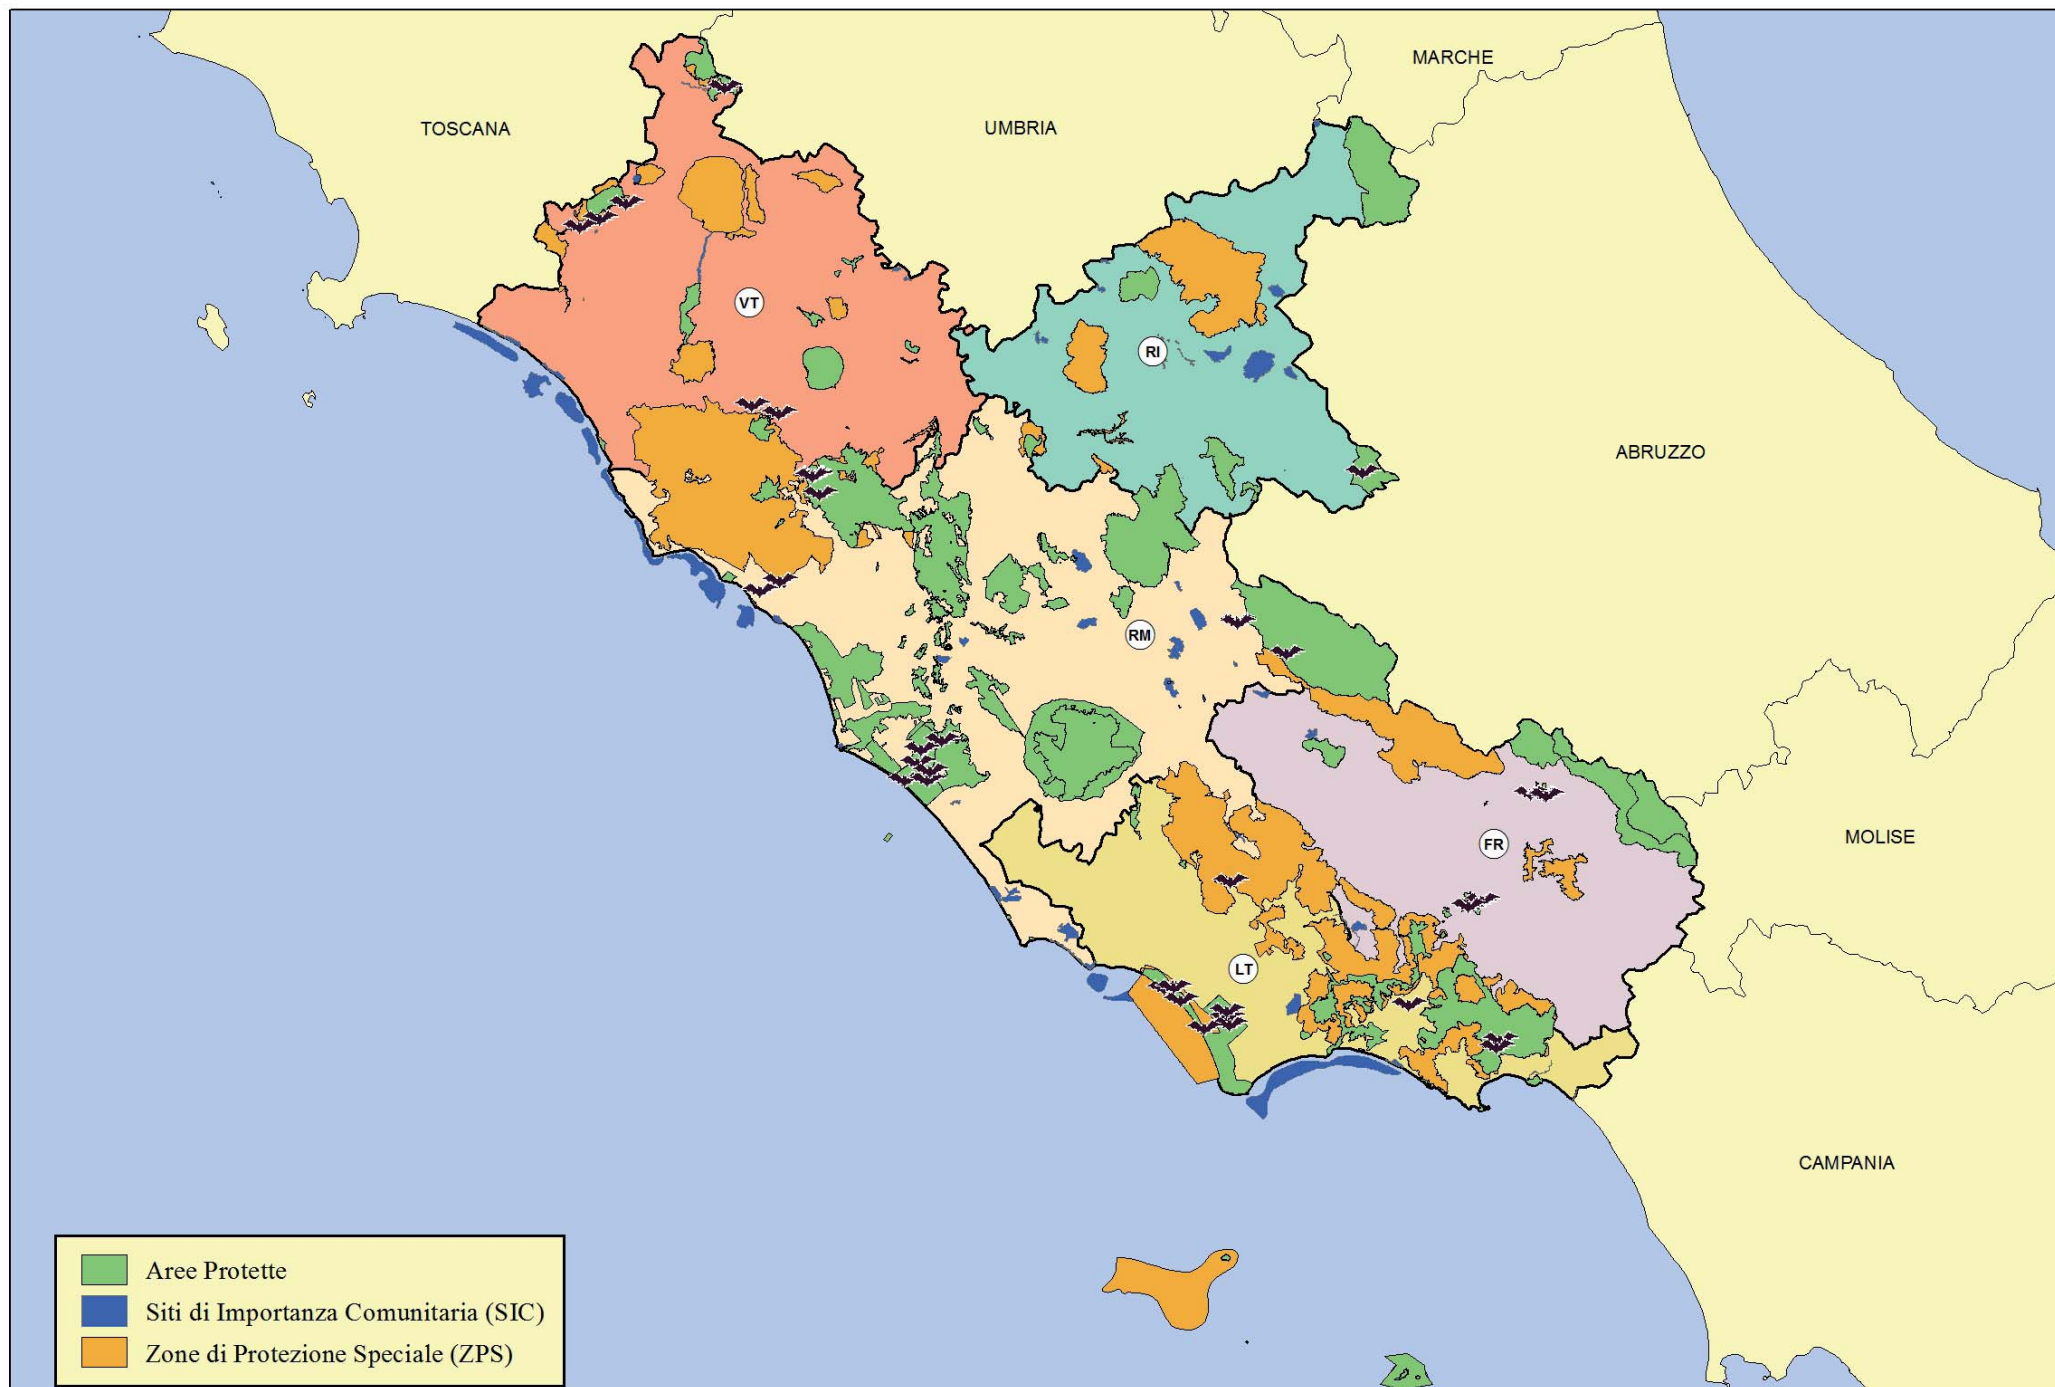 MARCHE
TOSCANA
UMBRIA
VT
RI
ABRUZZO
RM
MOLISE
FR
LT
CAMPANIA
Aree Protette
Siti di Importanza Comunitaria (SIC)
Zone di Protezione Speciale (ZPS)